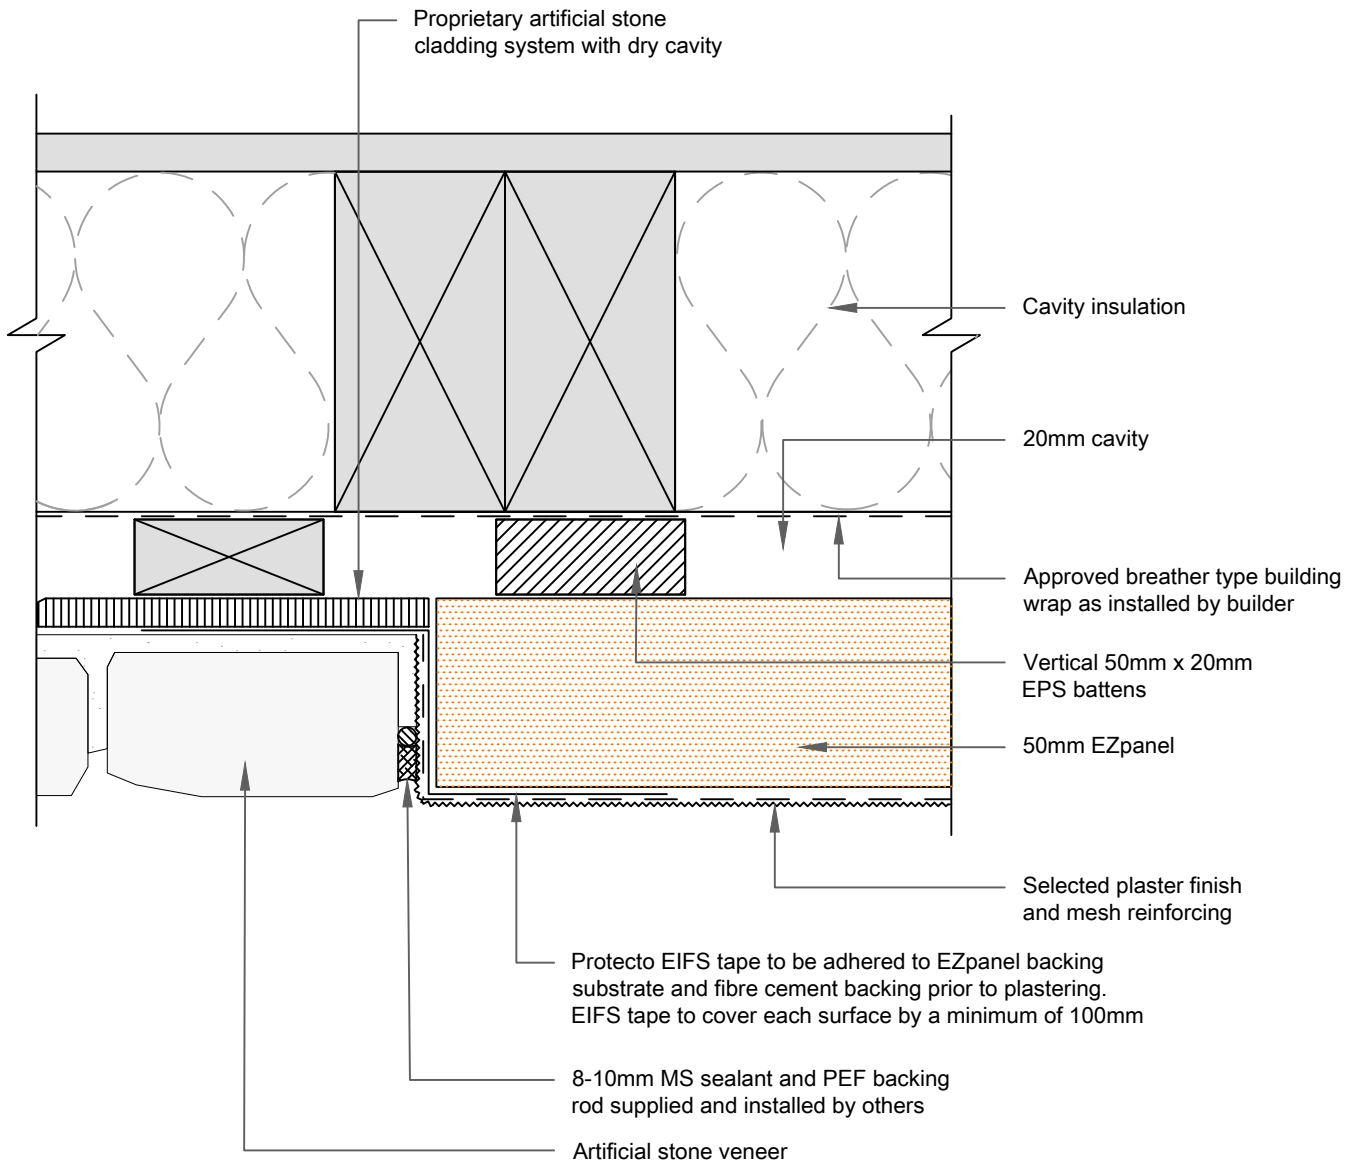 Proprietary artificial stone
cladding system with dry cavity
Cavity insulation
20mm cavity
Approved breather type building
wrap as installed by builder
Vertical 50mm x 20mm
EPS battens
50mm EZpanel
Selected plaster finish
and mesh reinforcing
Protecto EIFS tape to be adhered to EZpanel backing
substrate and fibre cement backing prior to plastering.
EIFS tape to cover each surface by a minimum of 100mm
8-10mm MS sealant and PEF backing
rod supplied and installed by others
Artificial stone veneer